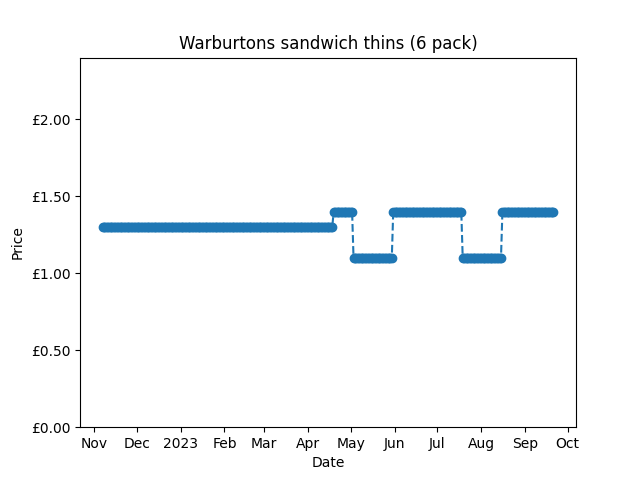 Warburtons sandwich thins (6 pack)
£2.00
£1.50
£1.00
£0.50
£0.00
Price
Nov Dec 2023 Feb Mar Apr May Jun Jul Aug Sep Oct
Date